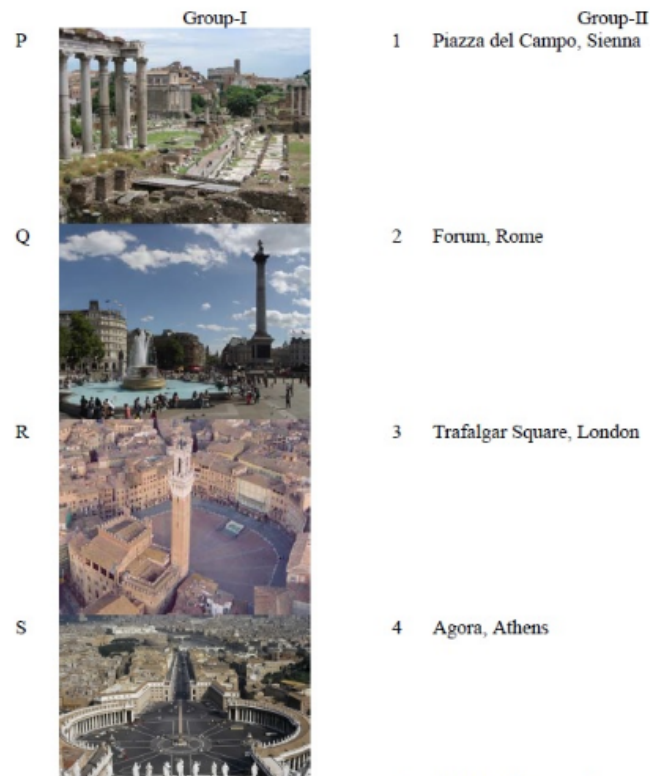 Group-I Group-II
P 1 Piazza del Campo, Sienna
Q 2 Forum, Rome
R 3 Trafalgar Square, London
S 4 Agora, Athens